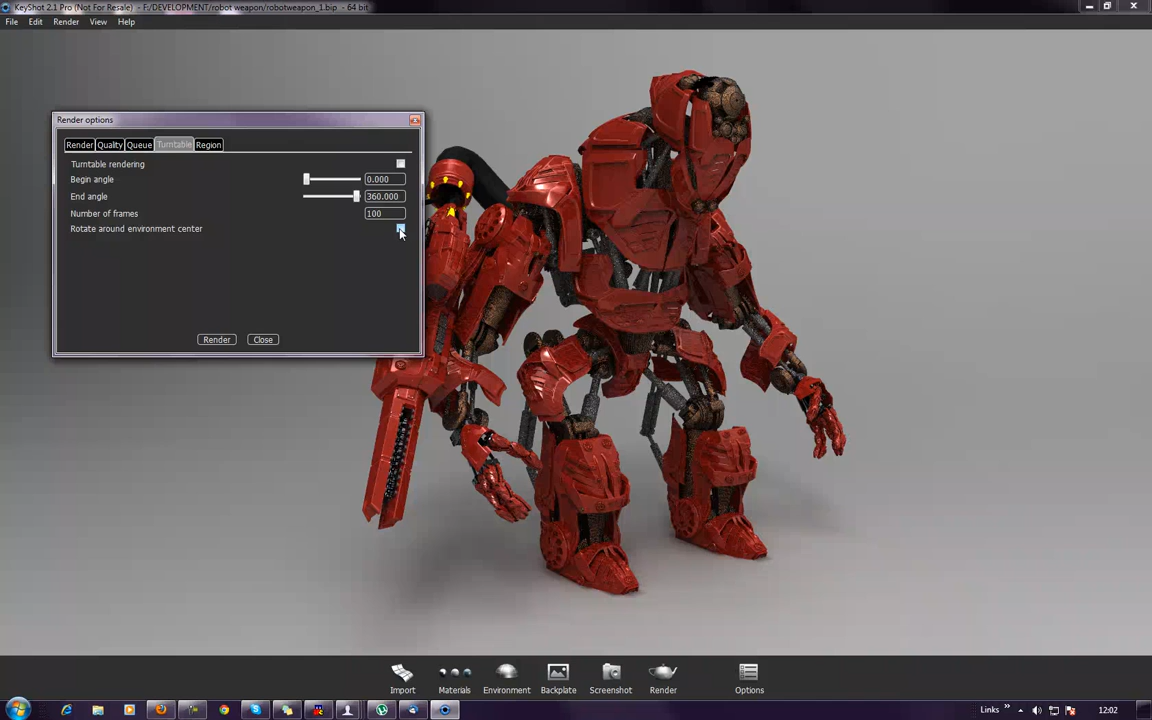 KeyShot 2.1 Pro (Not For Resale) - F:/DEVELOPMENT/robot weapon/robotweapon_1.bip - 64 bit
File Edit Render View Help
Render options
Render Quality Queue Turntable Region
Turntable rendering
Begin angle 0.000
End angle 360.000
Number of frames 100
Rotate around environment center
Render Close
Import Materials Environment Backplate Screenshot Render Options
Links » 12:02